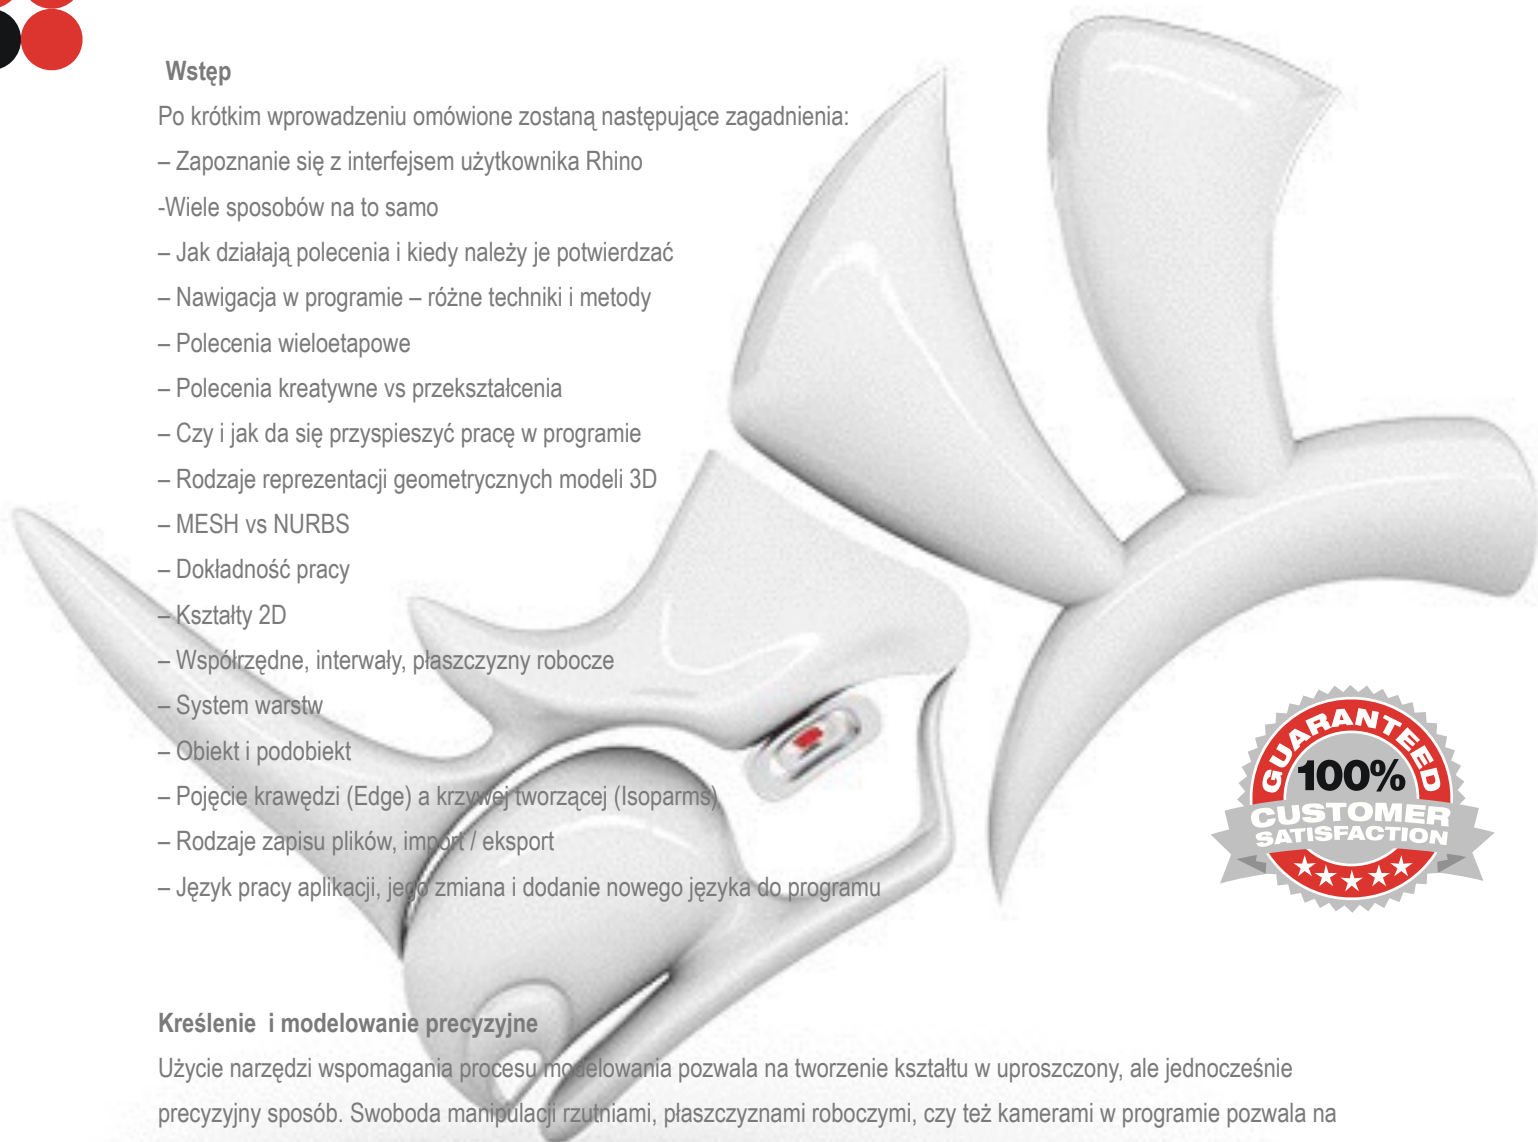 Wstęp
Po krótkim wprowadzeniu omówione zostaną następujące zagadnienia:
– Zapoznanie się z interfejsem użytkownika Rhino
-Wiele sposobów na to samo
– Jak działają polecenia i kiedy należy je potwierdzać
– Nawigacja w programie – różne techniki i metody
– Polecenia wieloetapowe
– Polecenia kreatywne vs przekształcenia
– Czy i jak da się przyspieszyć pracę w programie
– Rodzaje reprezentacji geometrycznych modeli 3D
– MESH vs NURBS
– Dokładność pracy
– Kształty 2D
– Współrzędne, interwały, płaszczyzny robocze
– System warstw
– Obiekt i podobiekt
– Pojęcie krawędzi (Edge) a krzywej tworzącej (Isoparms)
– Rodzaje zapisu plików, import / eksport
– Język pracy aplikacji, jego zmiana i dodanie nowego języka do programu
GUARANTEED
100%
CUSTOMER
SATISFACTION
Kreślenie  i modelowanie precyzyjne
Użycie narzędzi wspomagania procesu modelowania pozwala na tworzenie kształtu w uproszczony, ale jednocześnie
precyzyjny sposób. Swoboda manipulacji rzutniami, płaszczyznami roboczymi, czy też kamerami w programie pozwala na